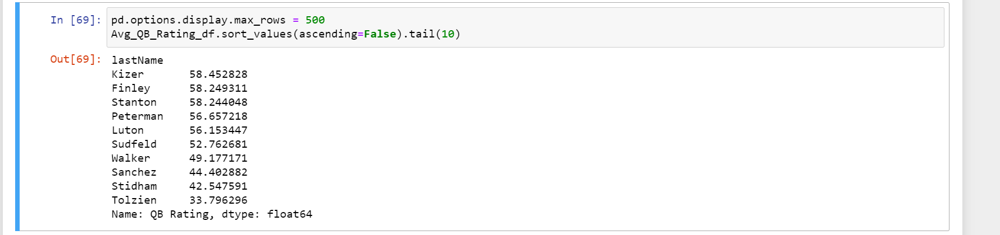 In [69]: pd.options.display.max_rows = 500
Avg_QB_Rating_df.sort_values(ascending=False).tail(10)
Out[69]: lastName
Kizer       58.452828
Finley      58.249311
Stanton     58.244048
Peterman    56.657218
Luton       56.153447
Sudfeld     52.762681
Walker      49.177171
Sanchez     44.402882
Stidham     42.547591
Tolzien     33.796296
Name: QB Rating, dtype: float64